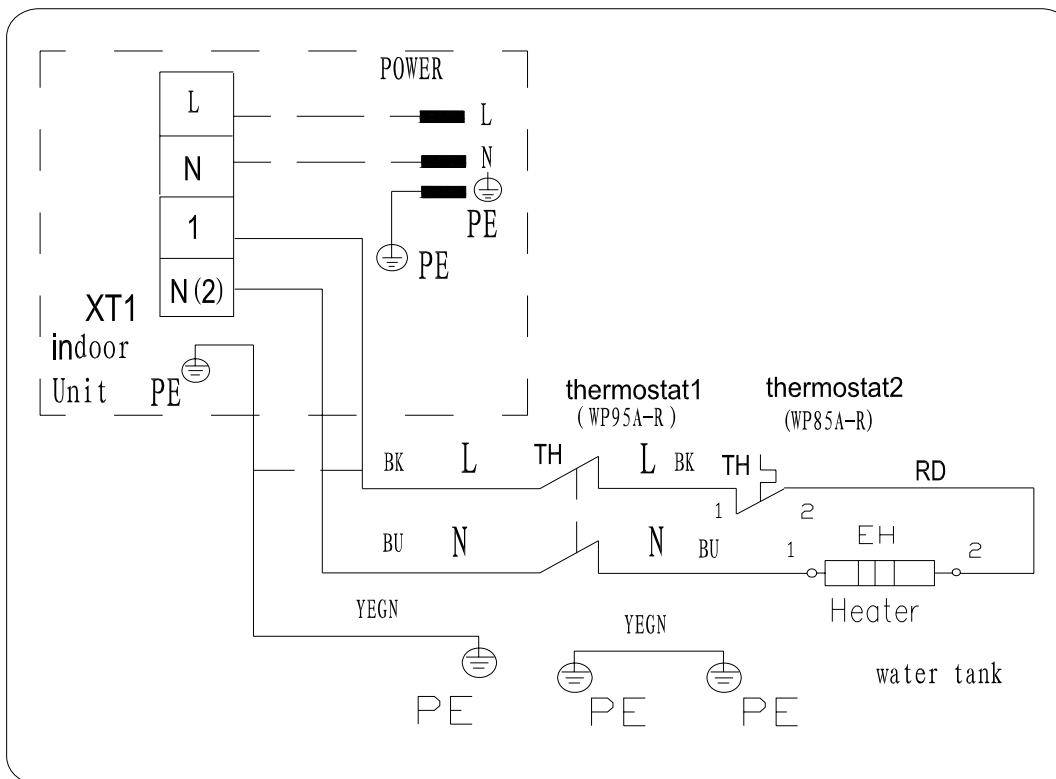 POWER
L
L
N
N
PE
1
PE
N(2)
XT1
indoor
Unit
PE
thermostat1
(WP95A-R)
thermostat2
(WP85A-R)
BK
L
TH
L
BK
TH
RD
1
2
BU
N
N
BU
1
EH
2
Heater
YEGN
YEGN
water tank
PE
PE
PE